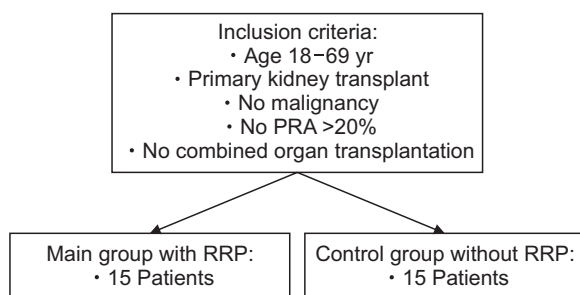 Inclusion criteria:
• Age 18–69 yr
• Primary kidney transplant
• No malignancy
• No PRA >20%
• No combined organ transplantation
Main group with RRP:
• 15 Patients
Control group without RRP:
• 15 Patients